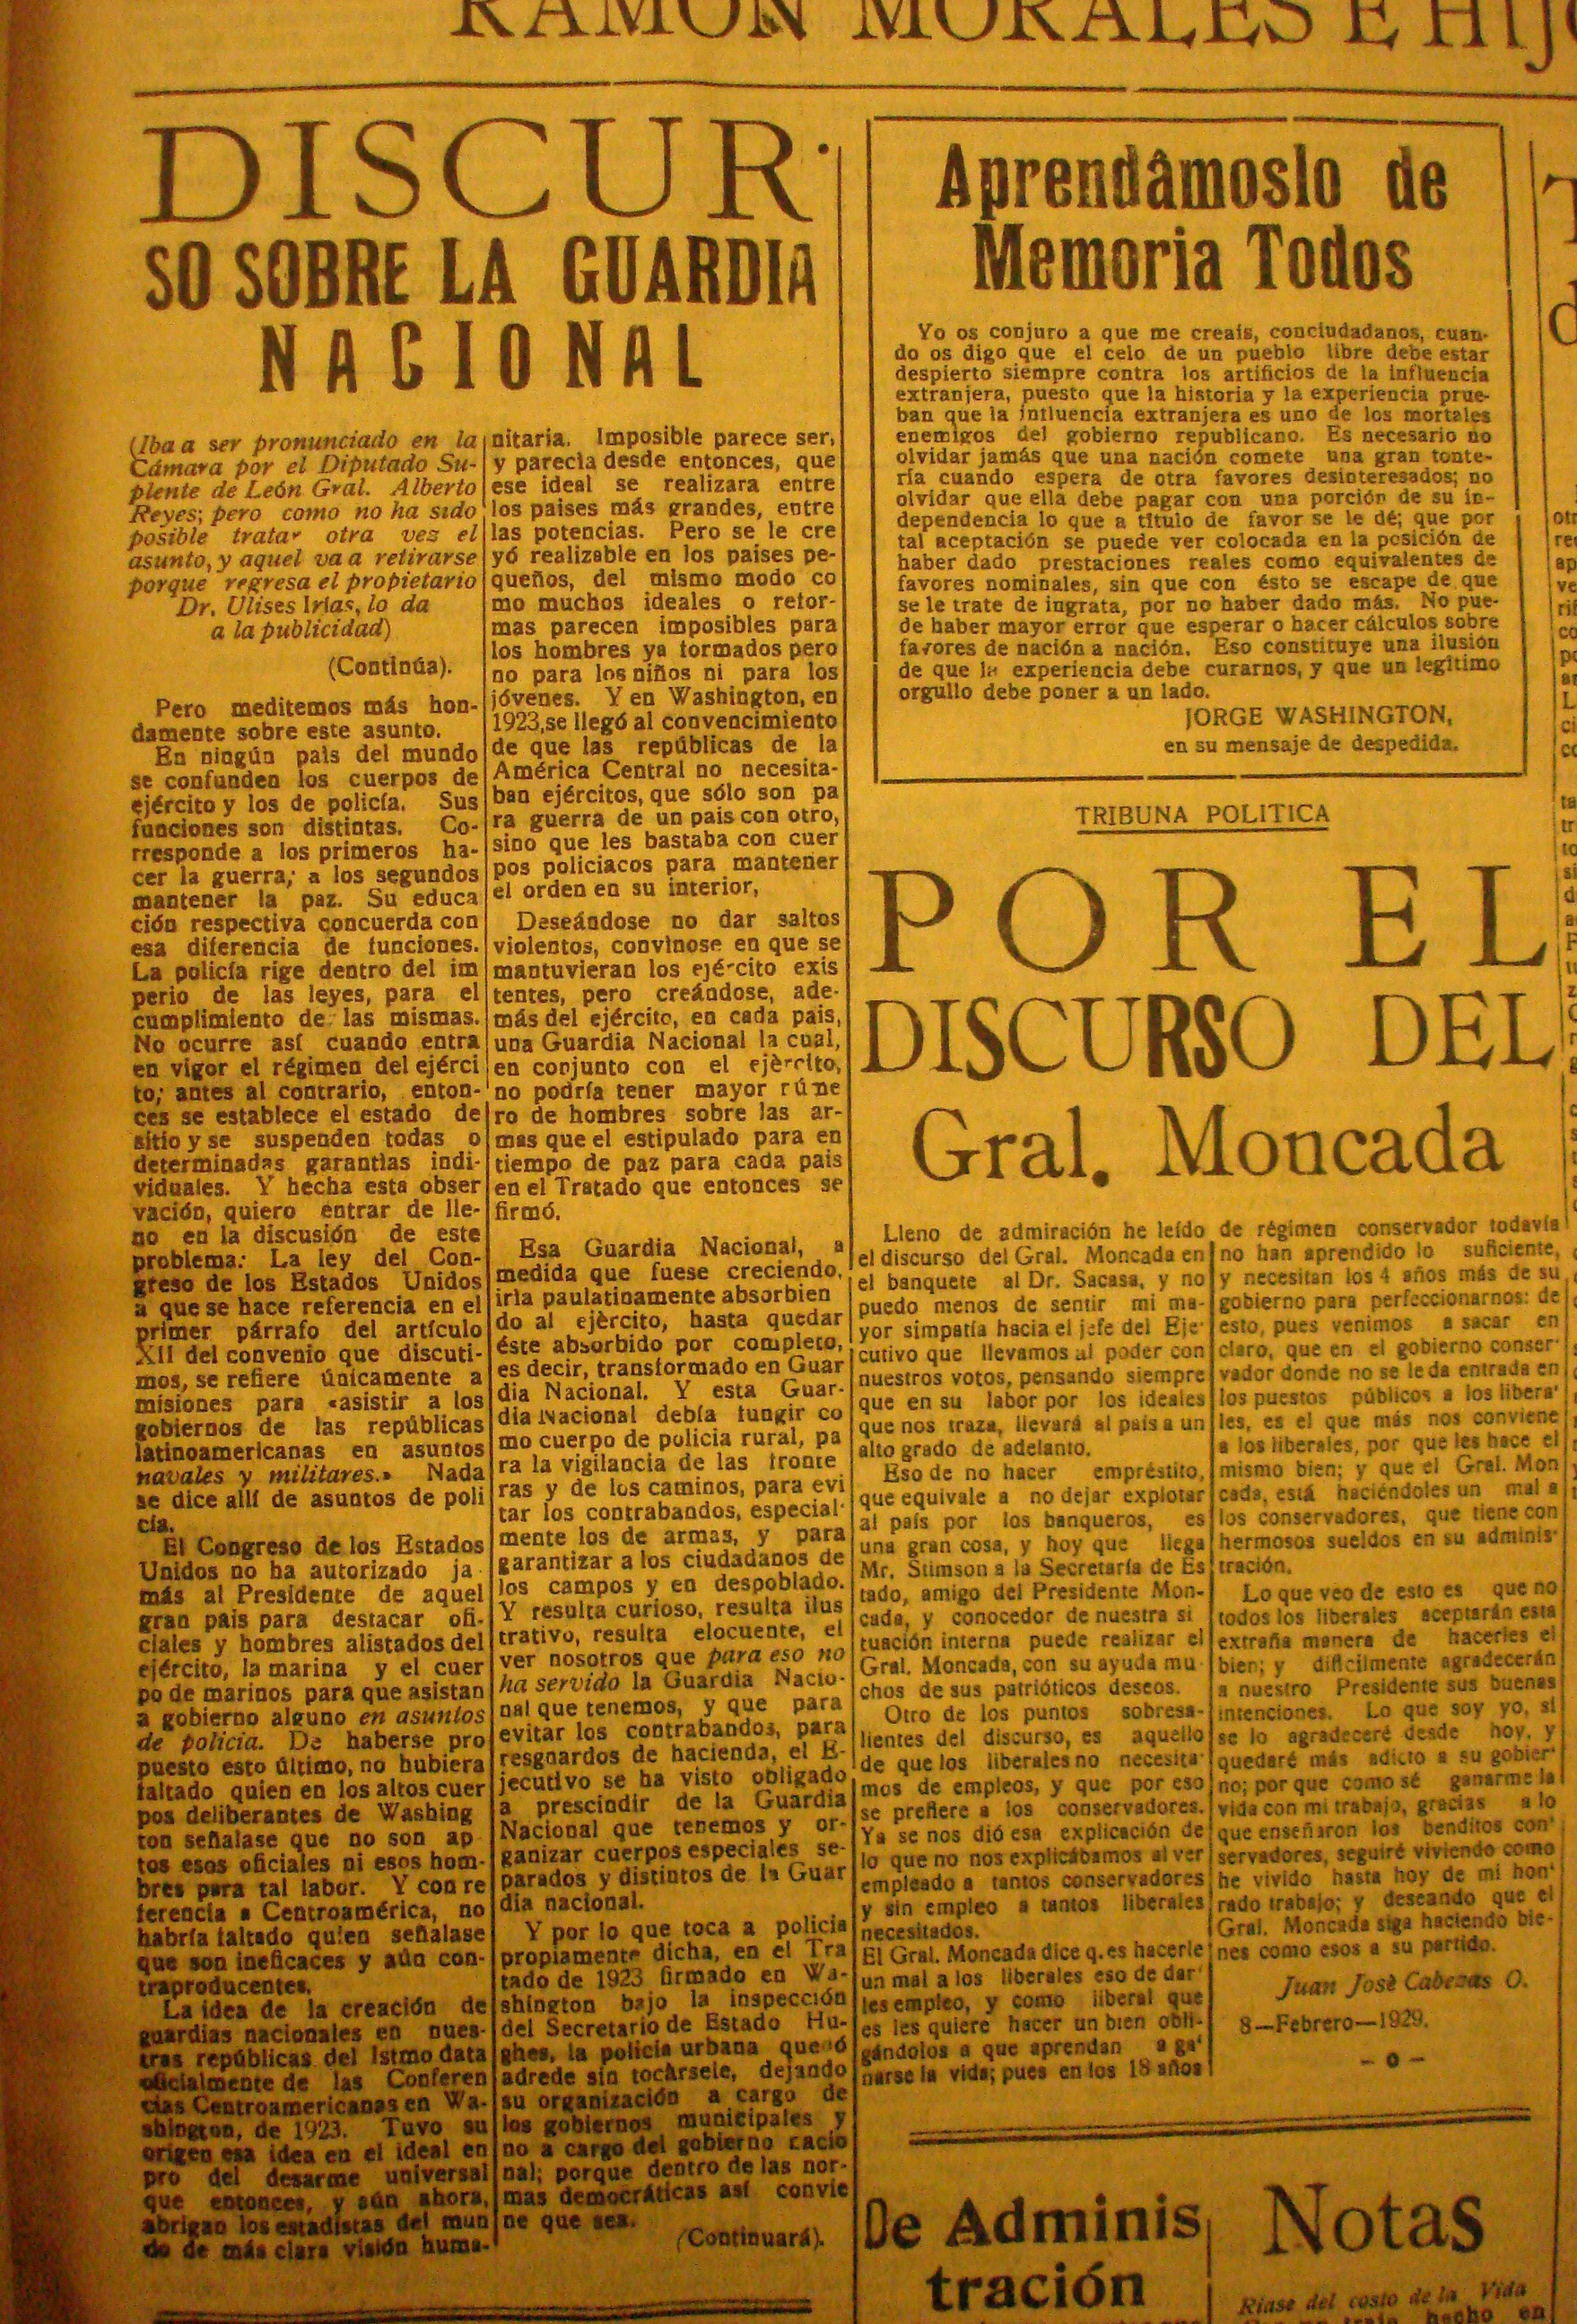 RAMON MORALES E HIJO
DISCUR·
SO SOBRE LA GUARDIA
NACIONAL
(Iba a ser pronunciado en la
Cámara por el Diputado Su-
plente de León Gral. Alberto
Reyes; pero como no ha sido
posible tratar otra vez el
asunto, y aquel va a retirarse
porque regresa el propietario
Dr. Ulises Irías, lo da
a la publicidad)
(Continúa).
Pero meditemos más hon-
damente sobre este asunto.
En ningún país del mundo
se confunden los cuerpos de
ejército y los de policía. Sus
funciones son distintas. Co-
rresponde a los primeros ha-
cer la guerra; a los segundos
mantener la paz. Su educa
ción respectiva concuerda con
esa diferencia de funciones.
La policía rige dentro del im
perio de las leyes, para el
cumplimiento de las mismas.
No ocurre así cuando entra
en vigor el régimen del ejérci
to; antes al contrario, enton-
ces se establece el estado de
sitio y se suspenden todas o
determinadas garantías indi-
viduales. Y hecha esta obser
vación, quiero entrar de lle-
no en la discusión de este
problema: La ley del Con-
greso de los Estados Unidos
a que se hace referencia en el
primer párrafo del artículo
XII del convenio que discuti-
mos, se refiere únicamente a
misiones para «asistir a los
gobiernos de las repúblicas
latinoamericanas en asuntos
navales y militares.» Nada
se dice allí de asuntos de poli
cía.
El Congreso de los Estados
Unidos no ha autorizado ja
más al Presidente de aquel
gran país para destacar ofi-
ciales y hombres alistados del
ejército, la marina y el cuer
po de marinos para que asistan
a gobierno alguno en asuntos
de policía. De haberse pro
puesto esto último, no hubiera
faltado quien en los altos cuer
pos deliberantes de Washing
ton señalase que no son ap
tos esos oficiales ni esos hom-
bres para tal labor. Y con re
ferencia a Centroamérica, no
habría faltado quien señalase
que son ineficaces y aún con-
traproducentes.
La idea de la creación de
guardias nacionales en nues-
tras repúblicas del Istmo data
oficialmente de las Conferen
cias Centroamericanas en Wa-
shington, de 1923. Tuvo su
origen esa idea en el ideal en
pro del desarme universal
que entonces, y aún ahora,
abrigan los estadistas del mun
do de más clara visión huma-
nitaria. Imposible parece ser,
y parecía desde entonces, que
ese ideal se realizara entre
los países más grandes, entre
las potencias. Pero se le cre
yó realizable en los países pe-
queños, del mismo modo co
mo muchos ideales o refor-
mas parecen imposibles para
los hombres ya formados pero
no para los niños ni para los
jóvenes. Y en Washington, en
1923,se llegó al convencimiento
de que las repúblicas de la
América Central no necesita-
ban ejércitos, que sólo son pa
ra guerra de un país con otro,
sino que les bastaba con cuer
pos policíacos para mantener
el orden en su interior,
Deseándose no dar saltos
violentos, convínose en que se
mantuvieran los ejército exis
tentes, pero creándose, ade-
más del ejército, en cada país,
una Guardia Nacional la cual,
en conjunto con el ejèrcito,
no podría tener mayor núme
ro de hombres sobre las ar-
mas que el estipulado para en
tiempo de paz para cada país
en el Tratado que entonces se
firmó.
Esa Guardia Nacional, a
medida que fuese creciendo,
iría paulatinamente absorbien
do al ejèrcito, hasta quedar
éste absorbido por completo,
es decir, transformado en Guar
dia Nacional. Y esta Guar-
dia Nacional debía fungir co
mo cuerpo de policía rural, pa
ra la vigilancia de las fronte
ras y de los caminos, para evi
tar los contrabandos, especial-
mente los de armas, y para
garantizar a los ciudadanos de
los campos y en despoblado.
Y resulta curioso, resulta ilus
trativo, resulta elocuente, el
ver nosotros que para eso no
ha servido la Guardia Nacio-
nal que tenemos, y que para
evitar los contrabandos, para
resguardos de hacienda, el E-
jecutivo se ha visto obligado
a prescindir de la Guardia
Nacional que tenemos y or-
ganizar cuerpos especiales se-
parados y distintos de la Guar
dia nacional.
Y por lo que toca a policía
propiamente dicha, en el Tra
tado de 1923 firmado en Wa-
shington bajo la inspección
del Secretario de Estado Hu-
ghes, la policía urbana quedó
adrede sin tocàrsele, dejando
su organización a cargo de
los gobiernos municipales y
no a cargo del gobierno nacio
nal; porque dentro de las nor-
mas democráticas así convie
ne que sea.
(Continuará).
Aprendâmoslo de
Memoria Todos
Yo os conjuro a que me creais, conciudadanos, cuan-
do os digo que el celo de un pueblo libre debe estar
despierto siempre contra los artificios de la influencia
extranjera, puesto que la historia y la experiencia prue-
ban que la influencia extranjera es uno de los mortales
enemigos del gobierno republicano. Es necesario no
olvidar jamás que una nación comete una gran tonte-
ría cuando espera de otra favores desinteresados; no
olvidar que ella debe pagar con una porción de su in-
dependencia lo que a título de favor se le dé; que por
tal aceptación se puede ver colocada en la posición de
haber dado prestaciones reales como equivalentes de
favores nominales, sin que con ésto se escape de que
se le trate de ingrata, por no haber dado más. No pue-
de haber mayor error que esperar o hacer cálculos sobre
favores de nación a nación. Eso constituye una ilusión
de que la experiencia debe curarnos, y que un legítimo
orgullo debe poner a un lado.
JORGE WASHINGTON,
en su mensaje de despedida.
TRIBUNA POLITICA
POR EL
DISCURSO DEL
Gral. Moncada
Lleno de admiración he leído
el discurso del Gral. Moncada en
el banquete al Dr. Sacasa, y no
puedo menos de sentir mi ma-
yor simpatía hacia el jefe del Eje-
cutivo que llevamos al poder con
nuestros votos, pensando siempre
que en su labor por los ideales
que nos traza, llevará al país a un
alto grado de adelanto.
Eso de no hacer empréstito,
que equivale a no dejar explotar
al país por los banqueros, es
una gran cosa, y hoy que llega
Mr. Stimson a la Secretaría de Es
tado, amigo del Presidente Mon-
cada, y conocedor de nuestra si
tuación interna puede realizar el
Gral. Moncada, con su ayuda mu
chos de sus patrióticos deseos.
Otro de los puntos sobresa-
lientes del discurso, es aquello
de que los liberales no necesita-
mos de empleos, y que por eso
se prefiere a los conservadores.
Ya se nos dió esa explicación de
lo que no nos explicábamos al ver
empleado a tantos conservadores
y sin empleo a tantos liberales
necesitados.
El Gral. Moncada dice q. es hacerle
un mal a los liberales eso de dar-
les empleo, y como liberal que
es les quiere hacer un bien obli-
gándolos a que aprendan a ga-
narse la vida; pues en los 18 años
de régimen conservador todavía
no han aprendido lo suficiente,
y necesitan los 4 años más de su
gobierno para perfeccionarnos: de
esto, pues venimos a sacar en
claro, que en el gobierno conser-
vador donde no se le da entrada en
los puestos públicos a los libera-
les, es el que más nos conviene
a los liberales, por que les hace el
mismo bien; y que el Gral. Mon
cada, está haciéndoles un mal a
los conservadores, que tiene con
hermosos sueldos en su adminis-
tración.
Lo que veo de esto es que no
todos los liberales aceptarán esta
extraña manera de hacerles el
bien; y difícilmente agradecerán
a nuestro Presidente sus buenas
intenciones. Lo que soy yo, sí
se lo agradeceré desde hoy, y
quedaré más adicto a su gobier-
no; por que como sé ganarme la
vida con mi trabajo, gracias a lo
que enseñaron los benditos con-
servadores, seguiré viviendo como
he vivido hasta hoy de mi hon-
rado trabajo; y deseando que el
Gral. Moncada siga haciendo bie-
nes como esos a su partido.
Juan Josè Cabezas O.
8—Febrero—1929.
- o -
De Adminis
tración
Notas
Ríase del costo de la Vida